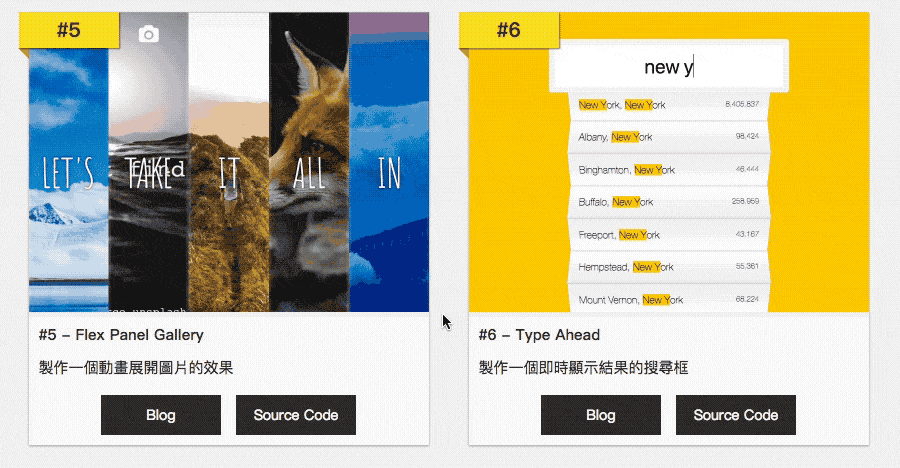 #5
LET'S TAKE IT ALL IN
#5 – Flex Panel Gallery
製作一個動畫展開圖片的效果
Blog
Source Code
#6
new y
New York, New York 8,405,837
Albany, New York 98,424
Binghamton, New York 46,444
Buffalo, New York 258,959
Freeport, New York 43,167
Hempstead, New York 55,361
Mount Vernon, New York 68,224
#6 – Type Ahead
製作一個即時顯示結果的搜尋框
Blog
Source Code